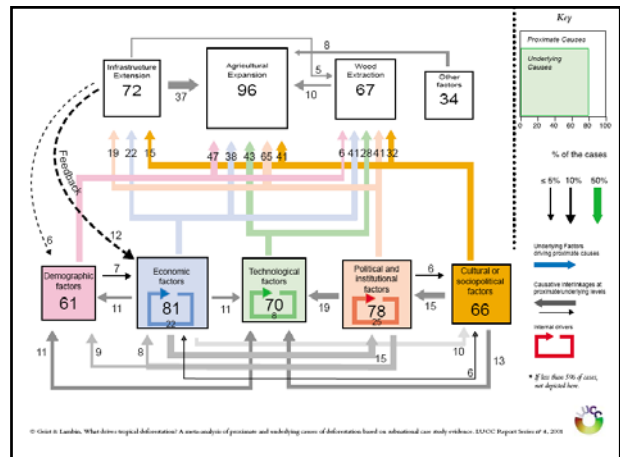 8
Infrastructure
Extension
72
Agricultural
Expansion
96
Wood
Extraction
67
Other
factors
34
37
5
10
19
22
15
47
38
43
65
41
6
41
28
41
32
Feedback
6
12
Demographic
factors
61
Economic
factors
81
22
Technological
factors
70
8
Political and
institutional
factors
78
25
Cultural or
sociopolitical
factors
66
7
11
11
19
6
15
11
9
8
15
10
6
13
Key
Proximate Causes
Underlying
Causes
0 20 40 60 80 100
% of the cases
≤ 5% 10% 50%
Underlying Factors
driving proximate causes
Causative interlinkages at
proximate/underlying levels
Internal drivers
* If less than 5% of cases,
not depicted here
LUCC
© Geist & Lambin, What drives tropical deforestation? A meta-analysis of proximate and underlying causes of deforestation based on subnational case study evidence. LUCC Report Series n° 4, 2001